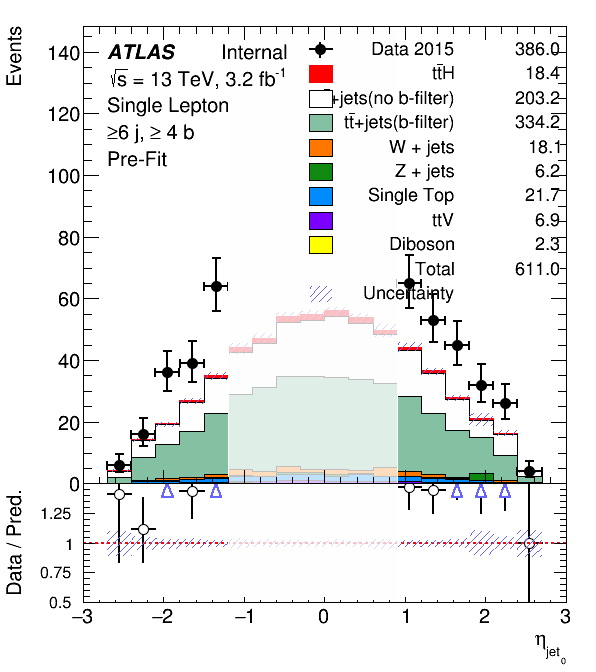 Events
ATLAS Internal
√s = 13 TeV, 3.2 fb⁻¹
Single Lepton
≥6 j, ≥ 4 b
Pre-Fit
Data 2015 386.0
tt̄H 18.4
+jets(no b-filter) 203.2
tt̄+jets(b-filter) 334.2
W + jets 18.1
Z + jets 6.2
Single Top 21.7
ttV 6.9
Diboson 2.3
Total 611.0
Uncertainty
140
120
100
80
60
40
20
0
Data / Pred.
1.25
1
0.75
0.5
−3 −2 −1 0 1 2 3
η_jet_0